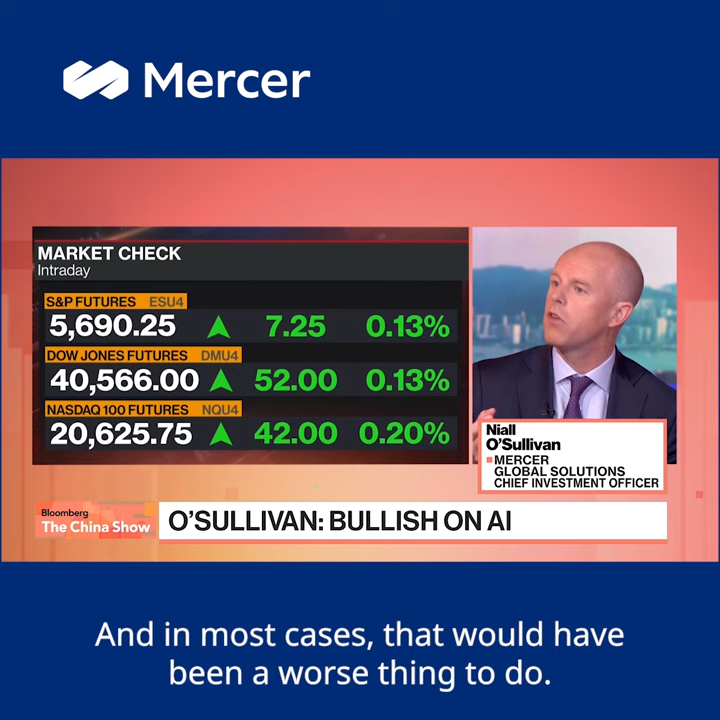 Mercer
MARKET CHECK
Intraday
S&P FUTURES ESU4
5,690.25 ▲ 7.25 0.13%
DOW JONES FUTURES DMU4
40,566.00 ▲ 52.00 0.13%
NASDAQ 100 FUTURES NQU4
20,625.75 ▲ 42.00 0.20%
Niall
O'Sullivan
MERCER
GLOBAL SOLUTIONS
CHIEF INVESTMENT OFFICER
Bloomberg
The China Show
O'SULLIVAN: BULLISH ON AI
And in most cases, that would have
been a worse thing to do.